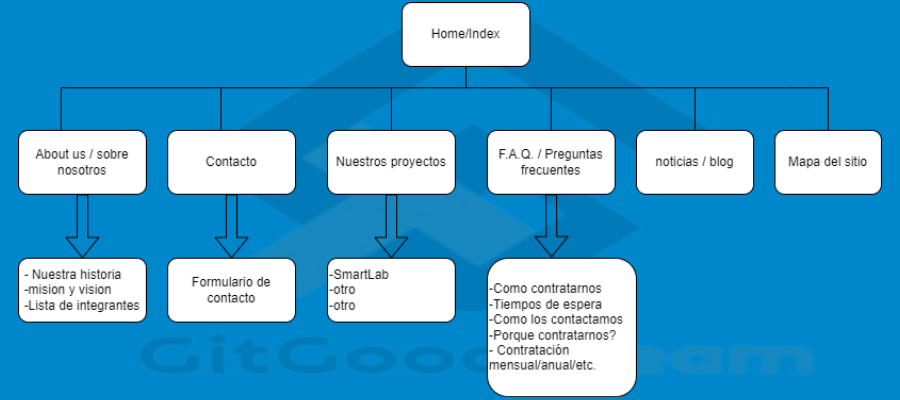 Home/Index
About us / sobre
nosotros
Contacto
Nuestros proyectos
F.A.Q. / Preguntas
frecuentes
noticias / blog
Mapa del sitio
- Nuestra historia
-mision y vision
-Lista de integrantes
Formulario de
contacto
-SmartLab
-otro
-otro
-Como contratarnos
-Tiempos de espera
-Como los contactamos
-Porque contratarnos?
- Contratación
mensual/anual/etc.